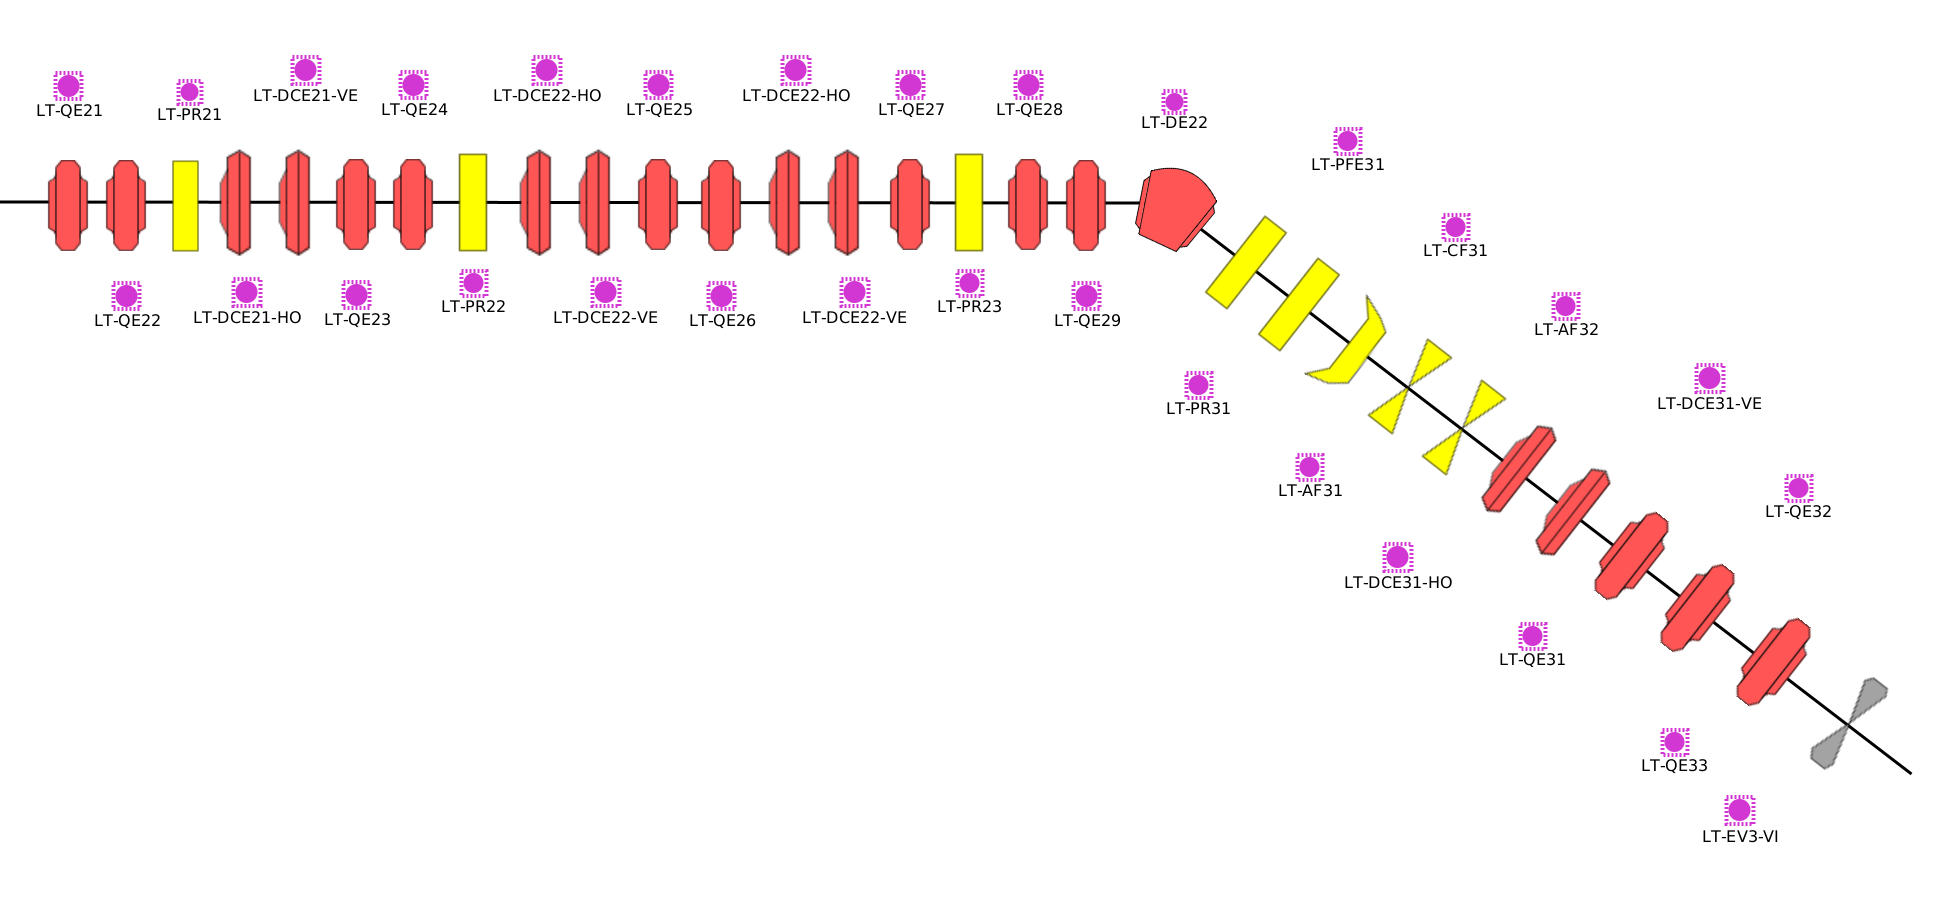 LT-QE21
LT-PR21
LT-DCE21-VE
LT-QE24
LT-DCE22-HO
LT-QE25
LT-DCE22-HO
LT-QE27
LT-QE28
LT-DE22
LT-PFE31
LT-CF31
LT-AF32
LT-DCE31-VE
LT-QE32
LT-QE22
LT-DCE21-HO
LT-QE23
LT-PR22
LT-DCE22-VE
LT-QE26
LT-DCE22-VE
LT-PR23
LT-QE29
LT-PR31
LT-AF31
LT-DCE31-HO
LT-QE31
LT-QE33
LT-EV3-VI